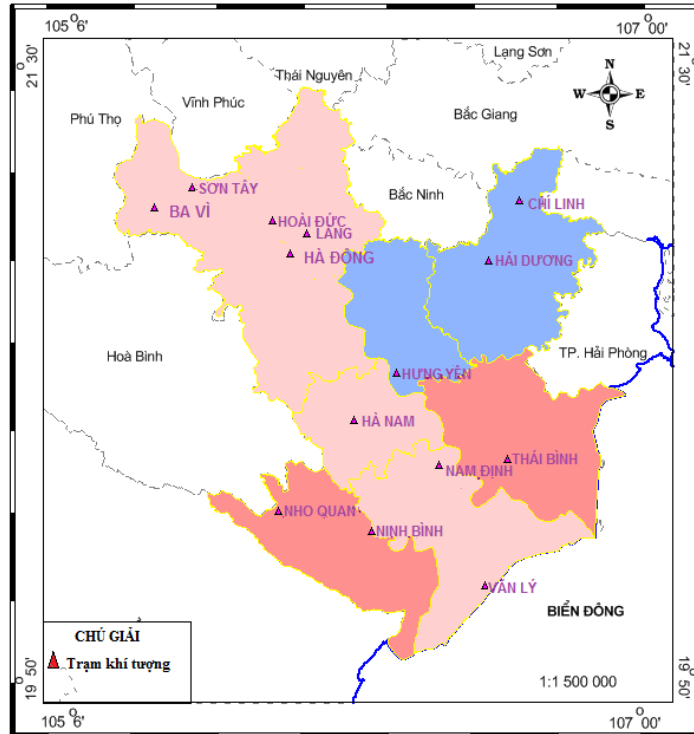 105° 6'
107° 00'
21° 30'
21° 30'
Lạng Sơn
N
W E
S
Thái Nguyên
Vĩnh Phúc
Phú Thọ
Bắc Giang
Bắc Ninh
SƠN TÂY
BA VÌ
CHÍ LINH
HOÀI ĐỨC
LÁNG
HÀ ĐÔNG
HẢI DƯƠNG
Hoà Bình
TP. Hải Phòng
HƯNG YÊN
HÀ NAM
NAM ĐỊNH
THÁI BÌNH
NHO QUAN
NINH BÌNH
VĂN LÝ
BIỂN ĐÔNG
CHÚ GIẢI
Trạm khí tượng
1:1 500 000
19° 50'
19° 50'
105° 6'
107° 00'